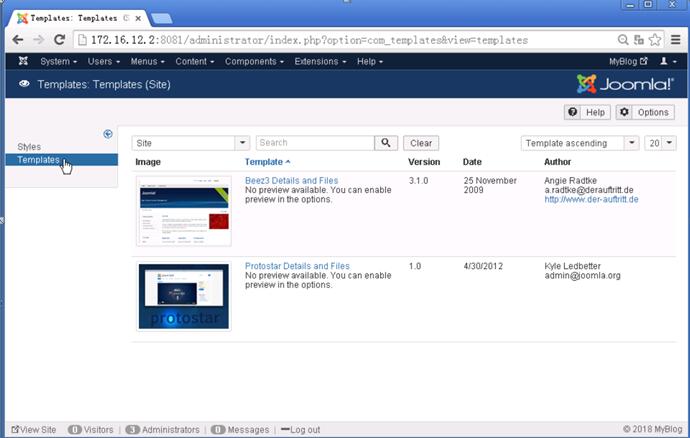 Templates: Templates (S
172.16.12.2:8081/administrator/index.php?option=com_templates&view=templates
System Users Menus Content Components Extensions Help MyBlog
Templates: Templates (Site) Joomla!
Help Options
Styles
Templates
Site Search Clear Template ascending 20
Image Template Version Date Author
Beez3 Details and Files 3.1.0 25 November Angie Radtke
No preview available. You can enable 2009 a.radtke@derauftritt.de
preview in the options. http://www.der-auftritt.de
Protostar Details and Files 1.0 4/30/2012 Kyle Ledbetter
No preview available. You can enable admin@joomla.org
preview in the options.
protostar
View Site 0 Visitors 3 Administrators 0 Messages Log out © 2018 MyBlog